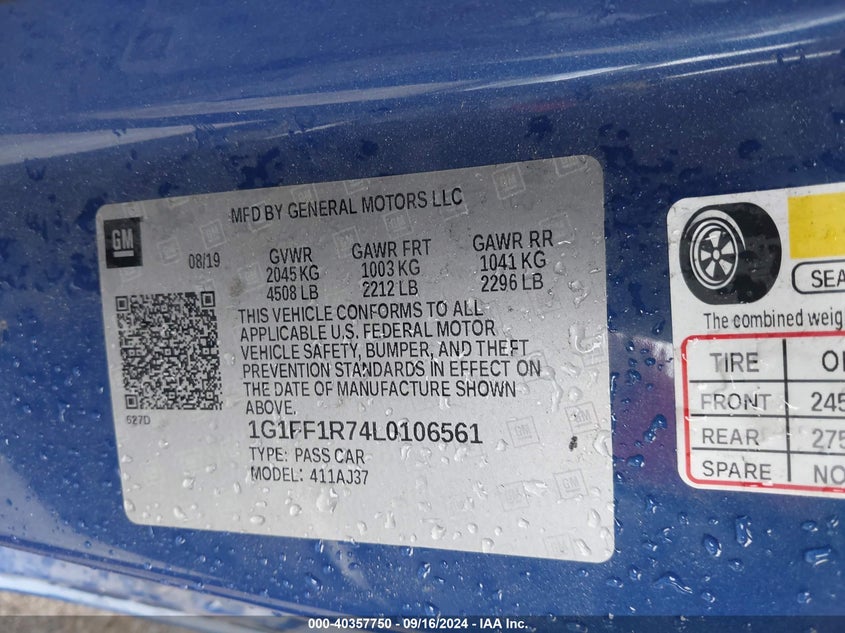 GM
MFD BY GENERAL MOTORS LLC
08/19
GVWR
2045 KG
4508 LB
GAWR FRT
1003 KG
2212 LB
GAWR RR
1041 KG
2296 LB
THIS VEHICLE CONFORMS TO ALL
APPLICABLE U.S. FEDERAL MOTOR
VEHICLE SAFETY, BUMPER, AND THEFT
PREVENTION STANDARDS IN EFFECT ON
THE DATE OF MANUFACTURE SHOWN
ABOVE.
627D
1G1FF1R74L0106561
TYPE: PASS CAR
MODEL: 411AJ37
SEA
The combined weig
TIRE
FRONT 245
REAR 275
SPARE NO
000-40357750 - 09/16/2024 - IAAI Inc.